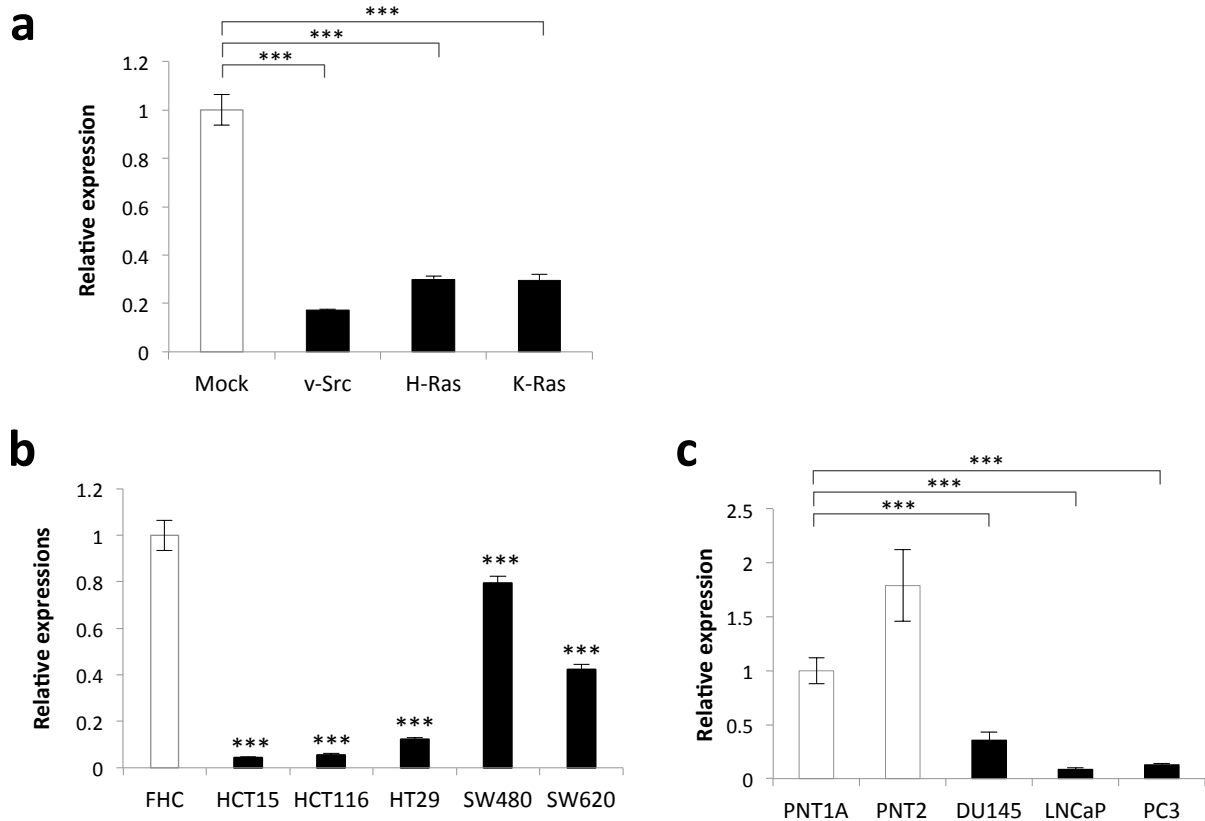 a
***
***
***
Relative expression
1.2
1
0.8
0.6
0.4
0.2
0
Mock v-Src H-Ras K-Ras
b
Relative expressions
1.2
1
0.8
0.6
0.4
0.2
0
*** *** *** *** ***
FHC HCT15 HCT116 HT29 SW480 SW620
c
***
***
***
Relative expression
2.5
2
1.5
1
0.5
0
PNT1A PNT2 DU145 LNCaP PC3